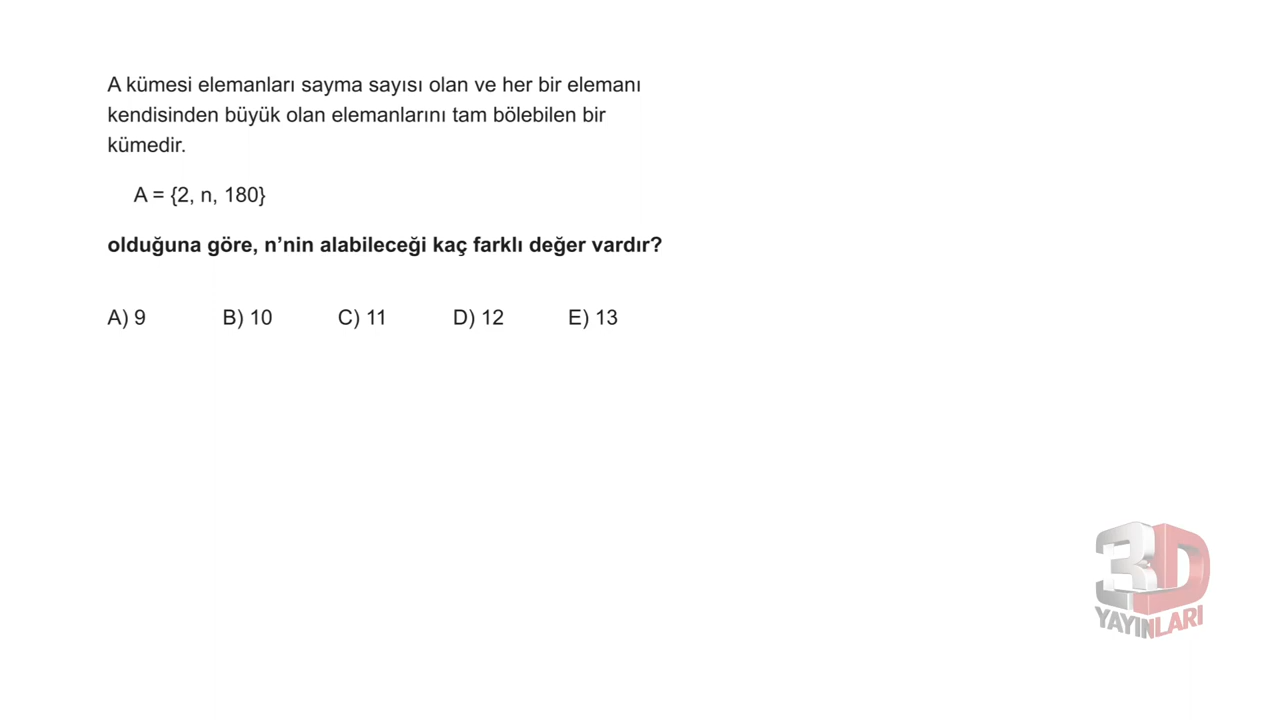 A kümesi elemanları sayma sayısı olan ve her bir elemanı
kendisinden büyük olan elemanlarını tam bölebilen bir
kümedir.
A = {2, n, 180}
olduğuna göre, n’nin alabileceği kaç farklı değer vardır?
A) 9 B) 10 C) 11 D) 12 E) 13
3D
YAYINLARI